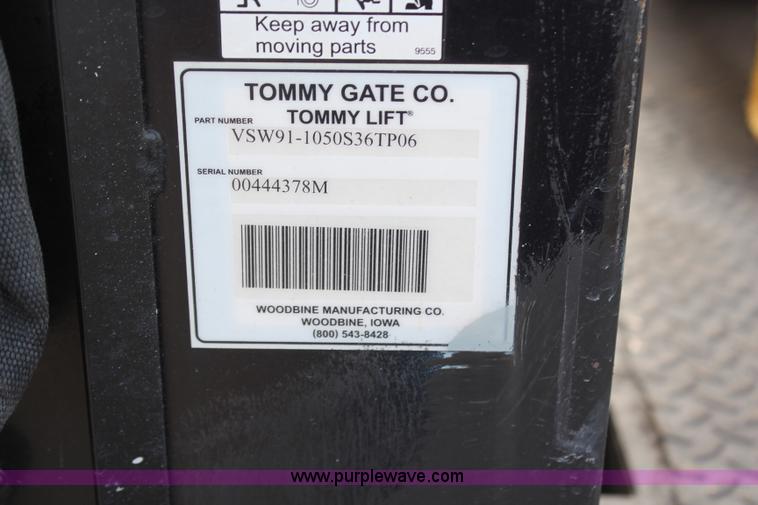 Keep away from
moving parts
9555
TOMMY GATE CO.
TOMMY LIFT®
PART NUMBER
VSW91-1050S36TP06
SERIAL NUMBER
00444378M
WOODBINE MANUFACTURING CO.
WOODBINE, IOWA
(800) 543-8428
www.purplewave.com